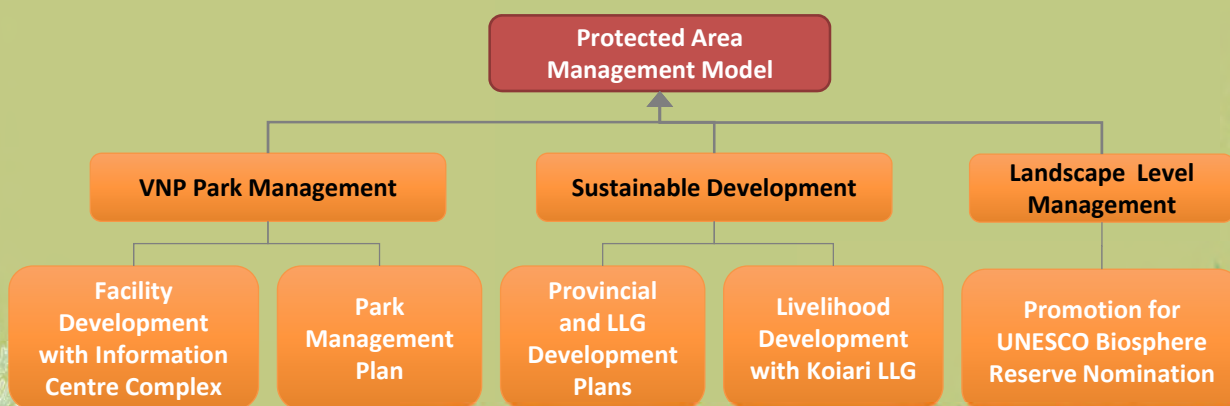 Protected Area
Management Model
VNP Park Management
Sustainable Development
Landscape Level
Management
Facility
Development
with Information
Centre Complex
Park
Management
Plan
Provincial
and LLG
Development
Plans
Livelihood
Development
with Koiari LLG
Promotion for
UNESCO Biosphere
Reserve Nomination